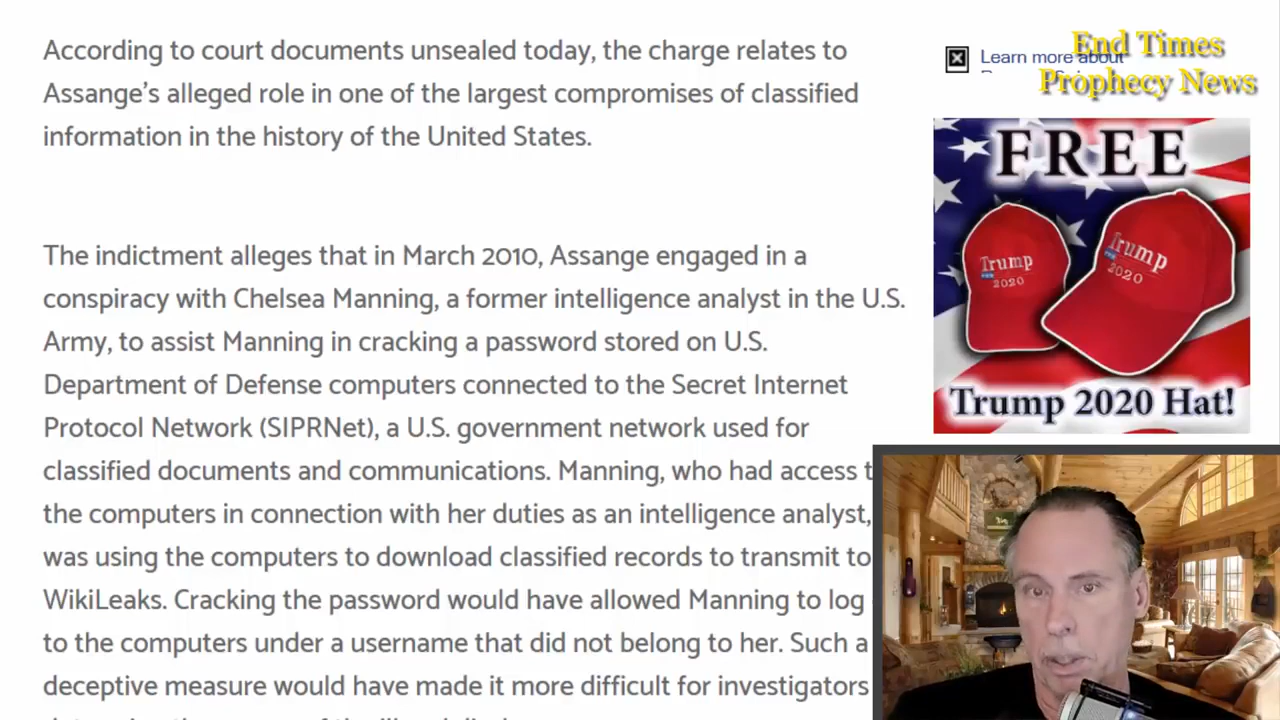 According to court documents unsealed today, the charge relates to
Assange's alleged role in one of the largest compromises of classified
information in the history of the United States.
The indictment alleges that in March 2010, Assange engaged in a
conspiracy with Chelsea Manning, a former intelligence analyst in the U.S.
Army, to assist Manning in cracking a password stored on U.S.
Department of Defense computers connected to the Secret Internet
Protocol Network (SIPRNet), a U.S. government network used for
classified documents and communications. Manning, who had access t
the computers in connection with her duties as an intelligence analyst,
was using the computers to download classified records to transmit to
WikiLeaks. Cracking the password would have allowed Manning to log
to the computers under a username that did not belong to her. Such a
deceptive measure would have made it more difficult for investigators
Learn more about
End Times
Prophecy News
FREE
Trump
2020
Trump
2020
Trump 2020 Hat!